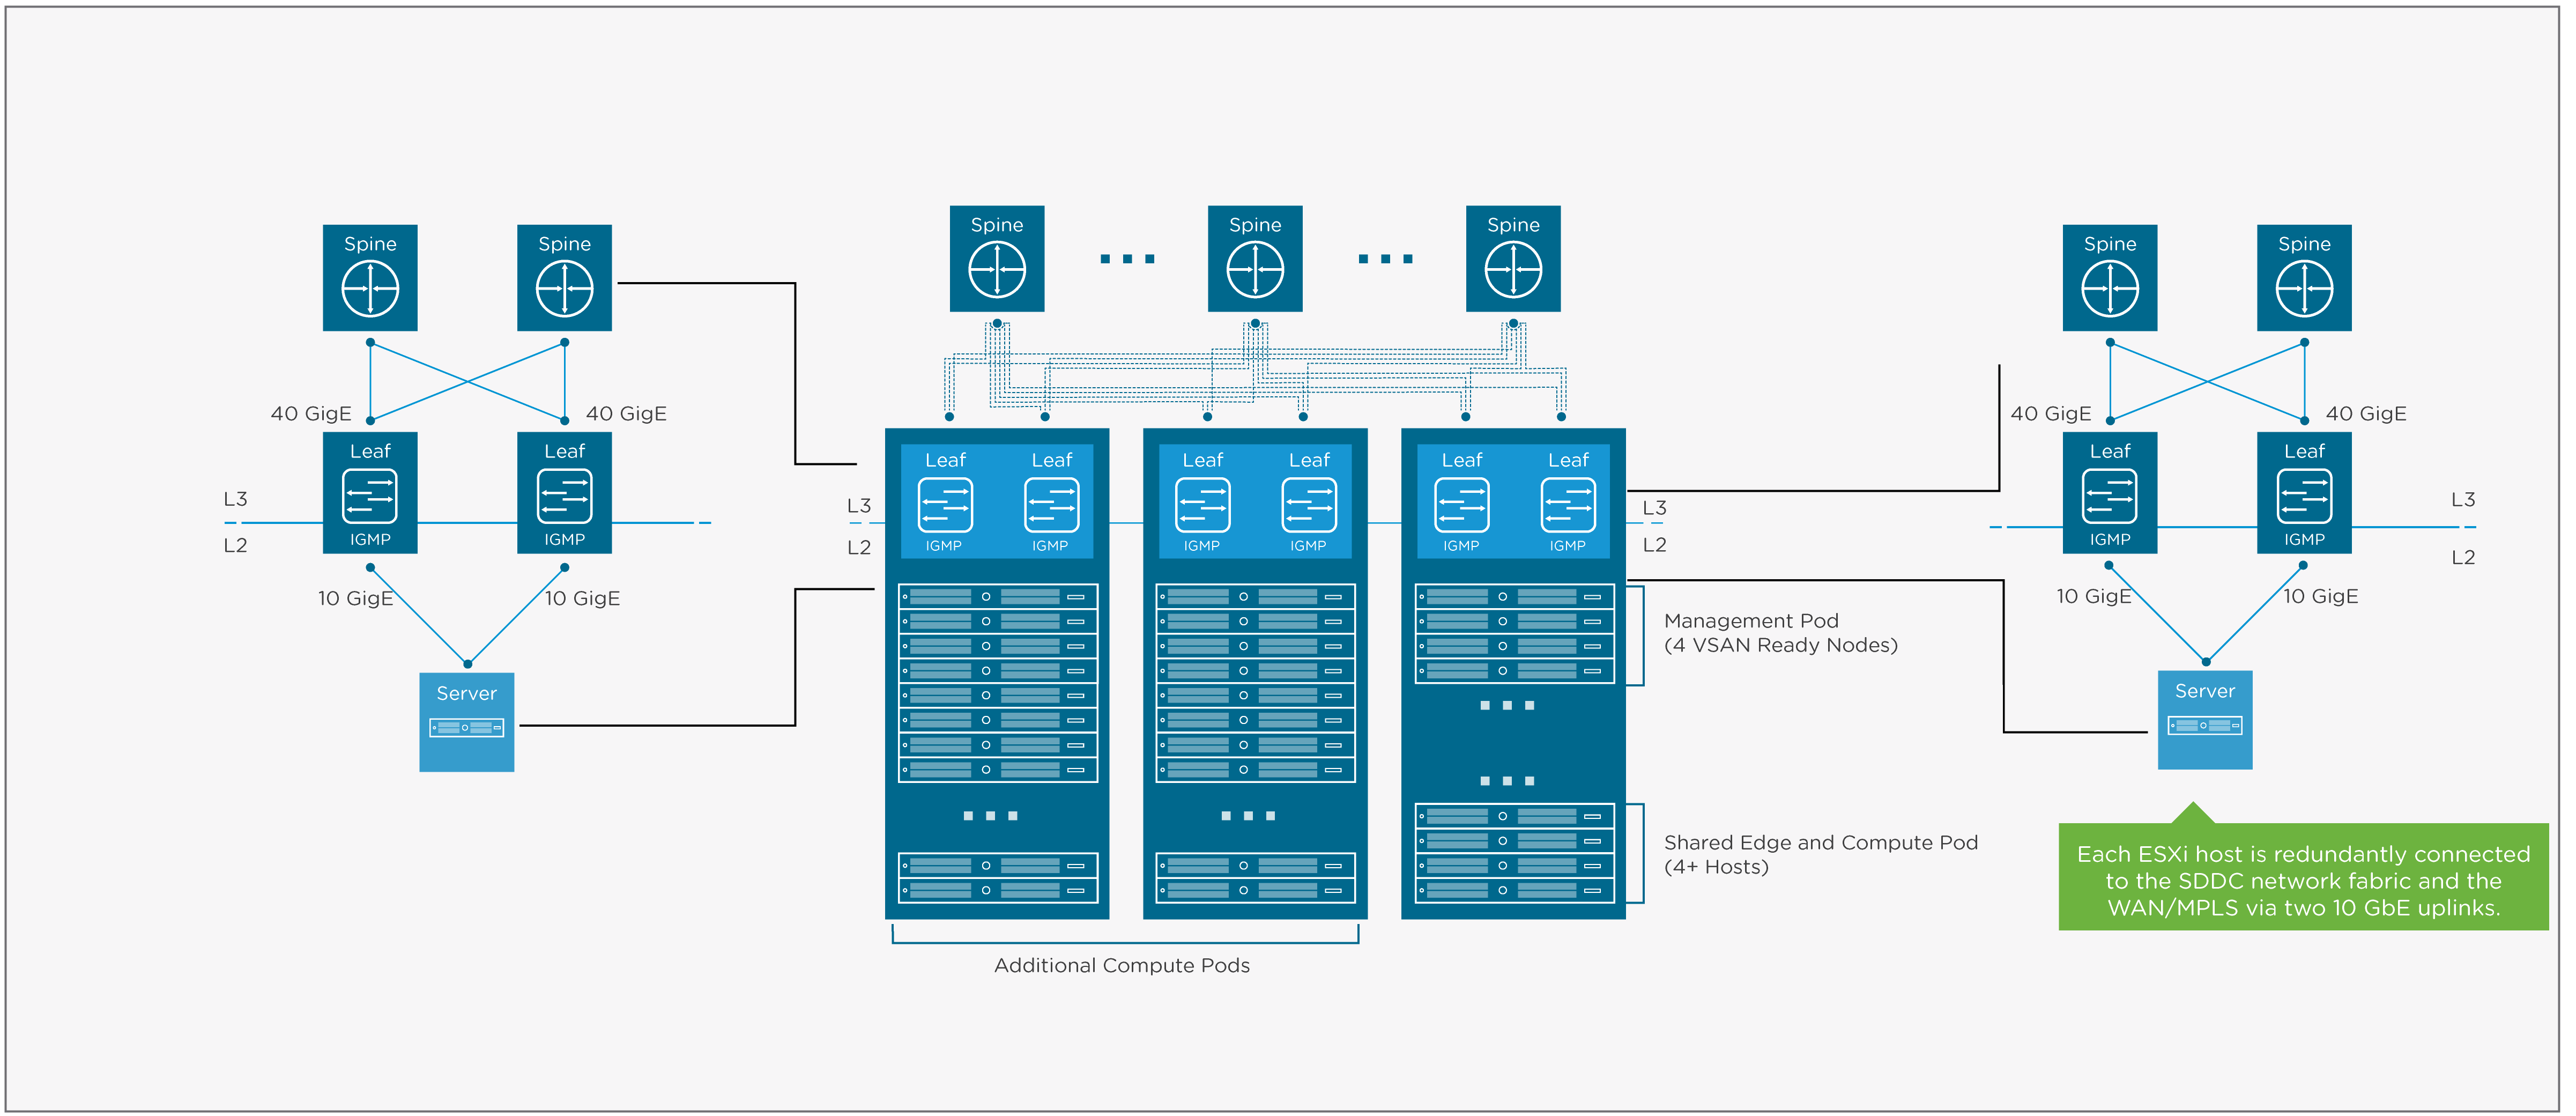 Spine
Spine
40 GigE
40 GigE
Leaf
Leaf
IGMP
IGMP
L3
L2
10 GigE
10 GigE
Server
Spine
Spine
Spine
L3
L2
Leaf
Leaf
IGMP
IGMP
Leaf
Leaf
IGMP
IGMP
Leaf
Leaf
IGMP
IGMP
L3
L2
Management Pod
(4 VSAN Ready Nodes)
Shared Edge and Compute Pod
(4+ Hosts)
Additional Compute Pods
Spine
Spine
40 GigE
40 GigE
Leaf
Leaf
IGMP
IGMP
L3
L2
10 GigE
10 GigE
Server
Each ESXi host is redundantly connected
to the SDDC network fabric and the
WAN/MPLS via two 10 GbE uplinks.